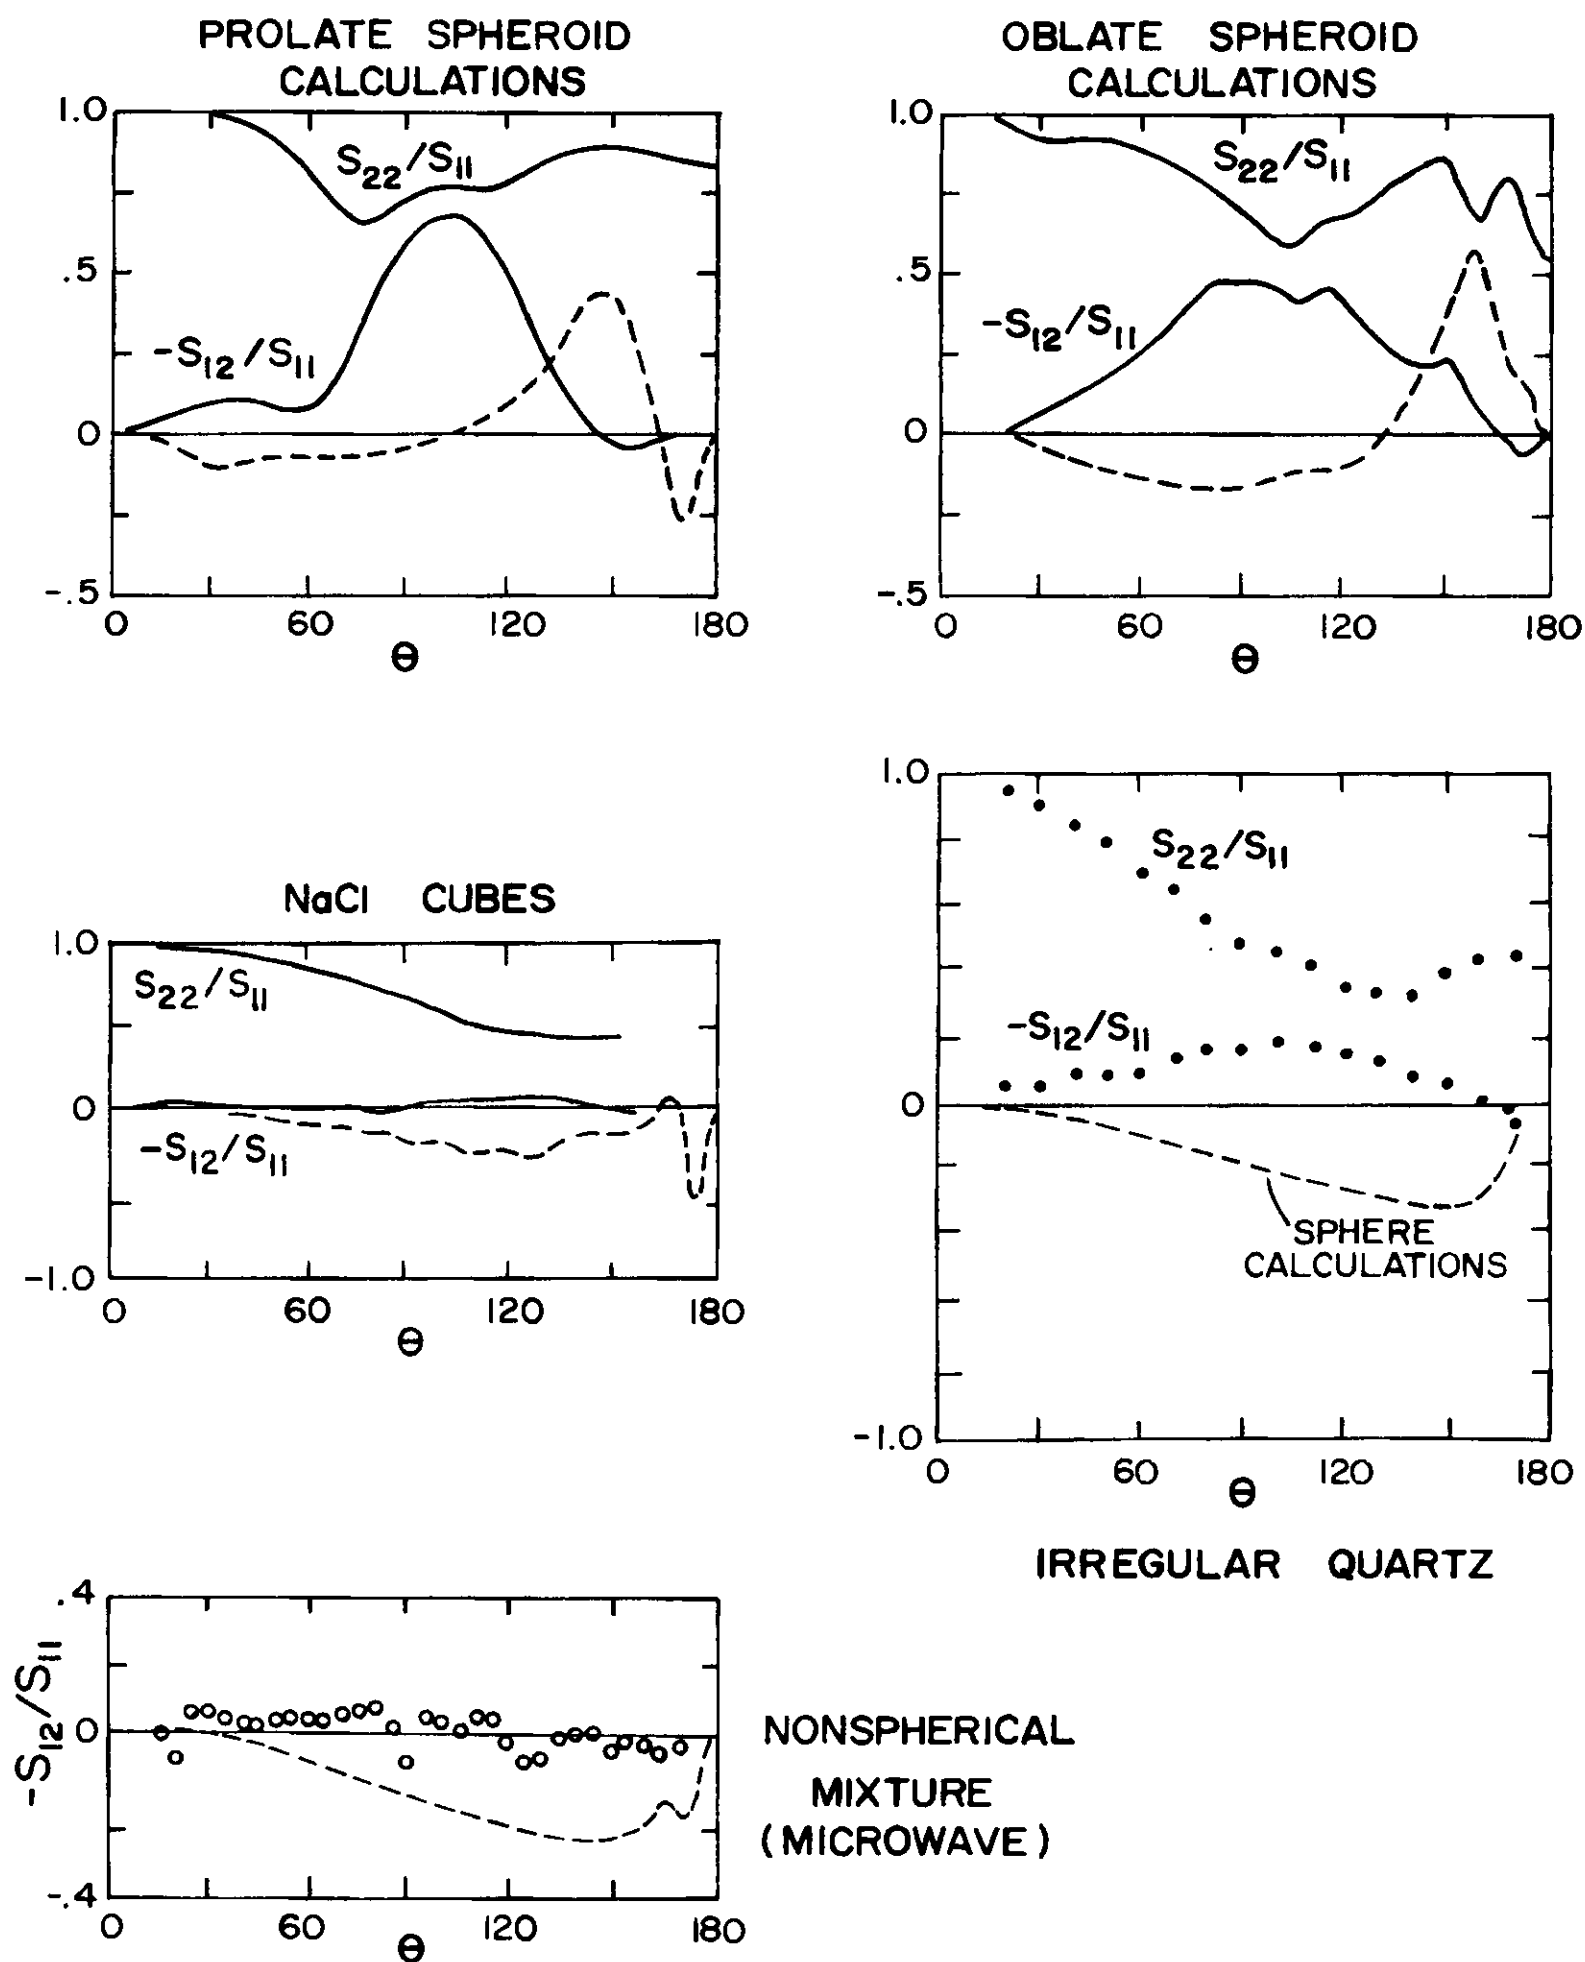 PROLATE SPHEROID
CALCULATIONS
1.0
.5
0
-.5
S22/S11
-S12/S11
0 60 120 180
Θ
OBLATE SPHEROID
CALCULATIONS
1.0
.5
0
-.5
S22/S11
-S12/S11
0 60 120 180
Θ
NaCl CUBES
1.0
0
-1.0
S22/S11
-S12/S11
0 60 120 180
Θ
1.0
0
-1.0
S22/S11
-S12/S11
SPHERE
CALCULATIONS
0 60 120 180
Θ
IRREGULAR QUARTZ
-S12/S11
.4
0
-.4
0 60 120 180
Θ
NONSPHERICAL
MIXTURE
(MICROWAVE)